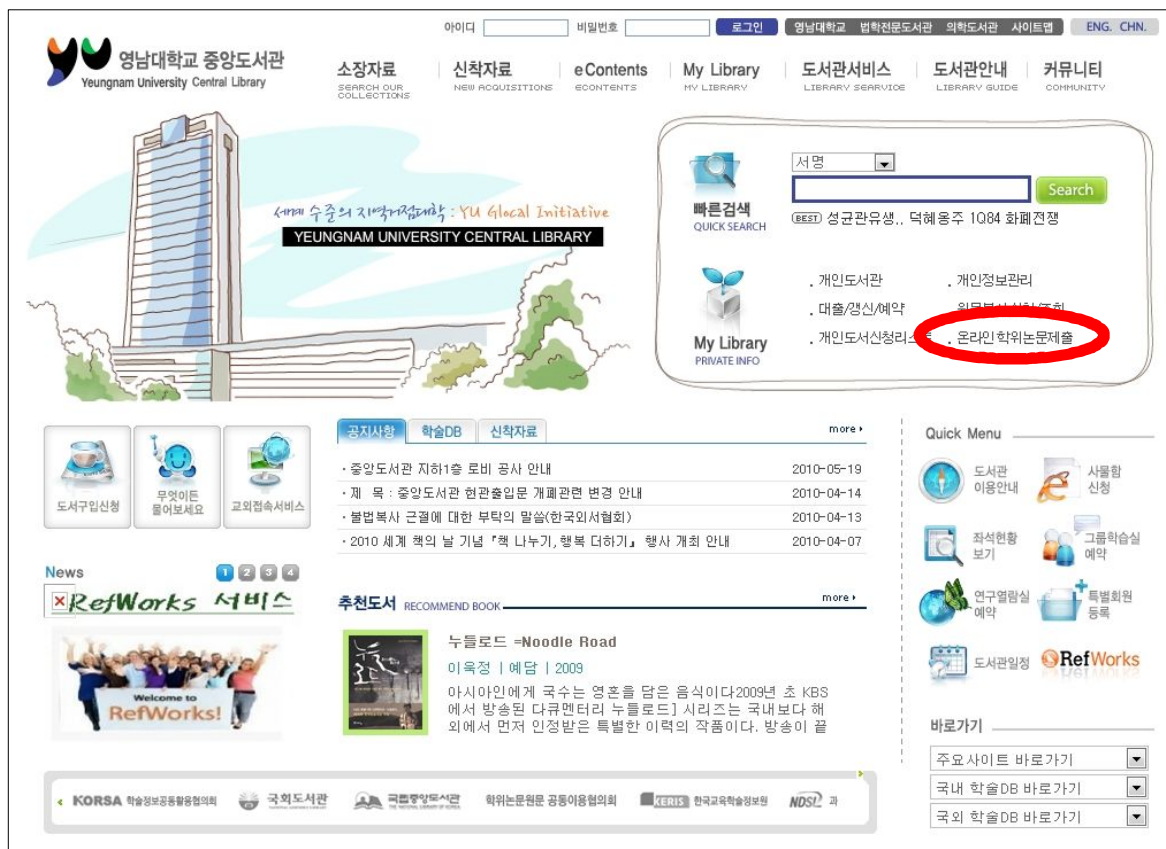 아이디 비밀번호 로그인 영남대학교 법학전문도서관 의학도서관 사이트맵 ENG. CHN.
영남대학교 중앙도서관
Yeungnam University Central Library
소장자료 신착자료 eContents My Library 도서관서비스 도서관안내 커뮤니티
SEARCH OUR COLLECTIONS NEW ACQUISITIONS ECONTENTS MY LIBRARY LIBRARY SEARVICE LIBRARY GUIDE COMMUNITY
세계 수준의 지역거점대학 : YU Glocal Initiative
YEUNGNAM UNIVERSITY CENTRAL LIBRARY
서명
Search
빠른검색
QUICK SEARCH
BEST 성균관유생.. 덕혜옹주 1Q84 화폐전쟁
My Library
PRIVATE INFO
. 개인도서관 . 개인정보관리
. 대출/갱신/예약
. 개인도서신청리스트 . 온라인학위논문제출
도서구입신청
무엇이든 물어보세요
교외접속서비스
공지사항 학술DB 신착자료 more
· 중앙도서관 지하1층 로비 공사 안내 2010-05-19
· 제 목 : 중앙도서관 현관출입문 개폐관련 변경 안내 2010-04-14
· 불법복사 근절에 대한 부탁의 말씀(한국외서협회) 2010-04-13
· 2010 세계 책의 날 기념『책 나누기, 행복 더하기』 행사 개최 안내 2010-04-07
News 1 2 3 4
RefWorks 서비스
Welcome to
RefWorks!
추천도서 RECOMMEND BOOK more
누들로드
누들로드 =Noodle Road
이욱정 | 예담 | 2009
아시아인에게 국수는 영혼을 담은 음식이다2009년 초 KBS
에서 방송된 다큐멘터리 누들로드] 시리즈는 국내보다 해
외에서 먼저 인정받은 특별한 이력의 작품이다. 방송이 끝
Quick Menu
도서관 이용안내
사물함 신청
좌석현황 보기
그룹학습실 예약
연구열람실 예약
특별회원 등록
도서관일정
RefWorks
바로가기
주요사이트 바로가기
국내 학술DB 바로가기
국외 학술DB 바로가기
KORSA 학술정보공동활용협의회 국회도서관 국립중앙도서관 학위논문원문 공동이용협의회 KERIS 한국교육학술정보원 NDSL 과